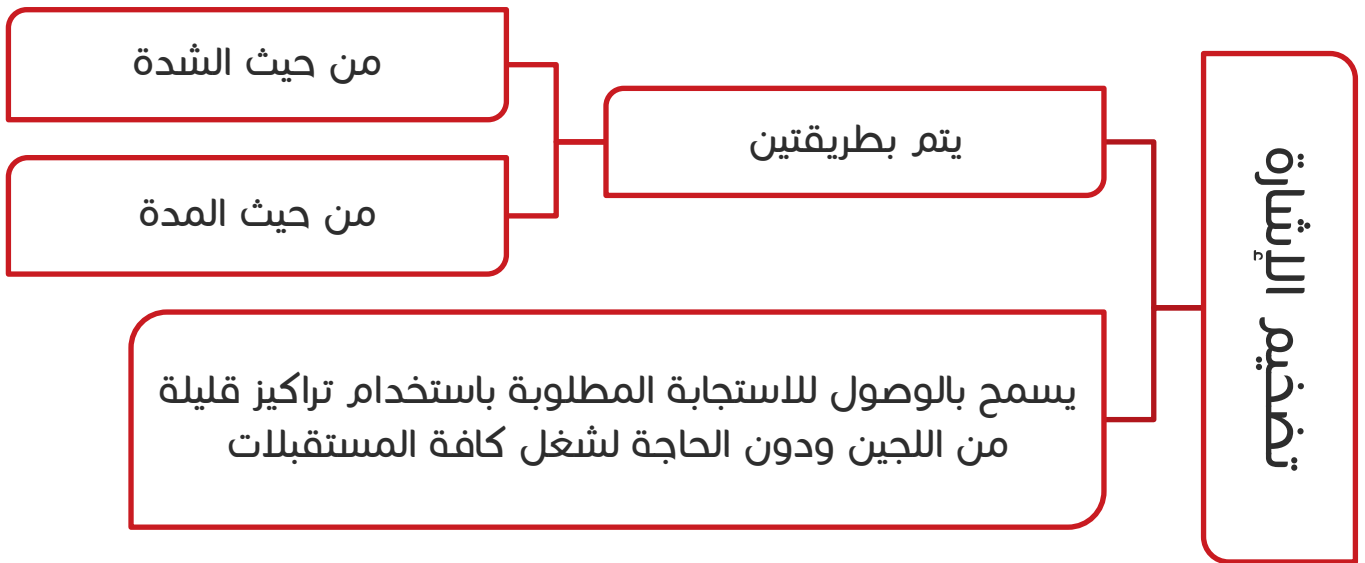 تضخيم الإشارة
يتم بطريقتين
من حيث الشدة
من حيث المدة
يسمح بالوصول للاستجابة المطلوبة باستخدام تراكيز قليلة
من اللجين ودون الحاجة لشغل كافة المستقبلات